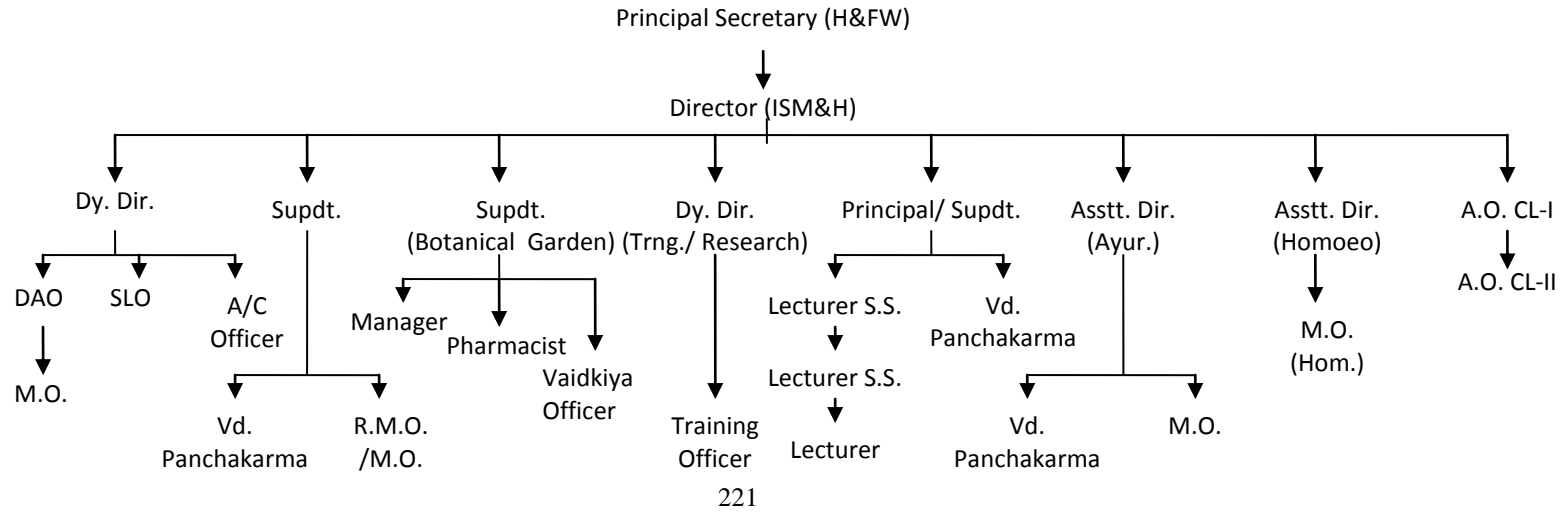 Principal Secretary (H&FW)
Director (ISM&H)
Dy. Dir.
Supdt.
Supdt.
(Botanical Garden)
Dy. Dir.
(Trng./ Research)
Principal/ Supdt.
Asstt. Dir.
(Ayur.)
Asstt. Dir.
(Homoeo)
A.O. CL-I
DAO
SLO
A/C
Officer
Manager
Pharmacist
Vaidkiya
Officer
Lecturer S.S.
Vd.
Panchakarma
M.O.
(Hom.)
A.O. CL-II
M.O.
Vd.
Panchakarma
R.M.O.
/M.O.
Training
Officer
Lecturer S.S.
Lecturer
Vd.
Panchakarma
M.O.
221